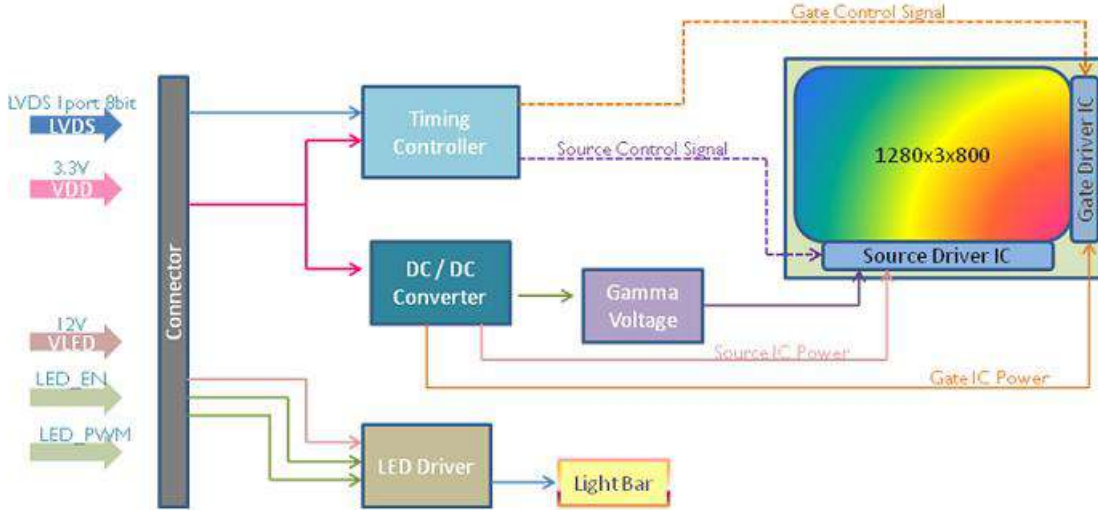 Gate Control Signal
LVDS 1port 8bit
LVDS
Timing
Controller
Source Control Signal
1280x3x800
Gate Driver IC
3.3V
VDD
Connector
DC / DC
Converter
Gamma
Voltage
Source Driver IC
12V
VLED
Source IC Power
Gate IC Power
LED_EN
LED_PWM
LED Driver
Light Bar